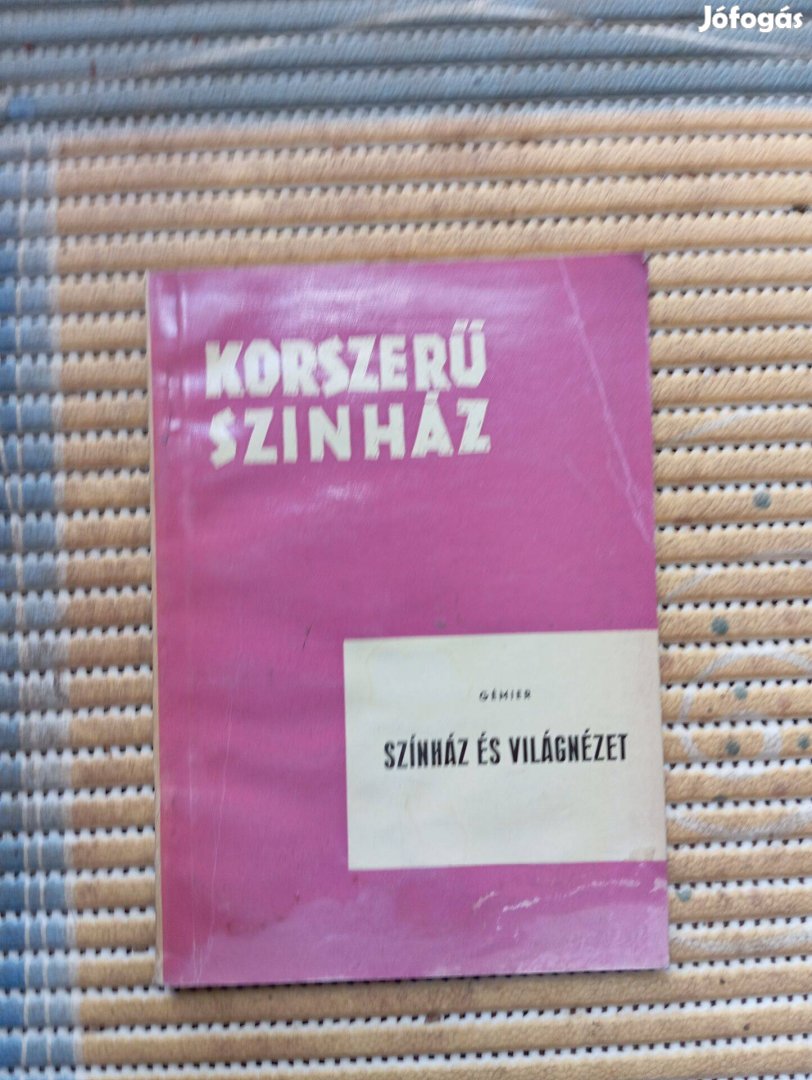 Jófogás
KORSZERŰ
SZINHÁZ
GÉMIER
SZÍNHÁZ ÉS VILÁGNÉZET